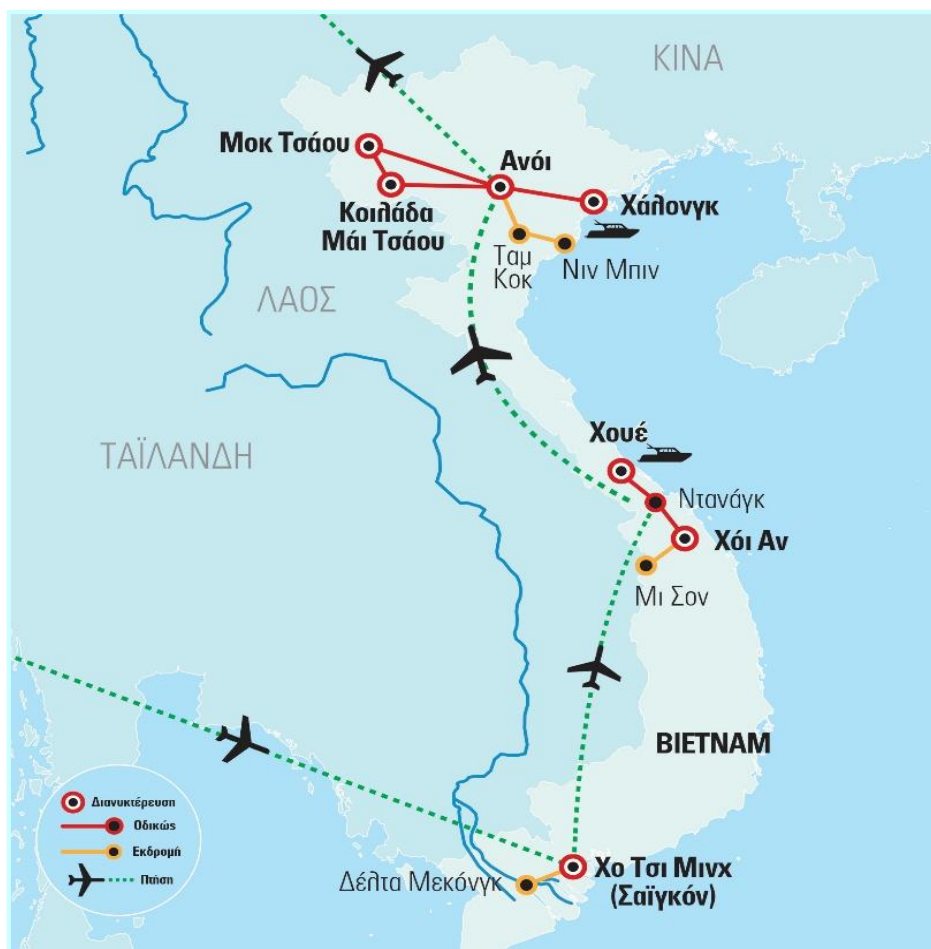 ΚΙΝΑ
Μοκ Τσάου
Ανόι
Κοιλάδα
Μάι Τσάου
Χάλονγκ
Ταμ
Κοκ
Νιν Μπιν
ΛΑΟΣ
ΤΑΪΛΑΝΔΗ
Χουέ
Ντανάγκ
Χόι Αν
Μι Σον
ΒΙΕΤΝΑΜ
Διανυκτέρευση
Οδικώς
Εκδρομή
Πτήση
Δέλτα Μεκόνγκ
Χο Τσι Μινχ
(Σαϊγκόν)